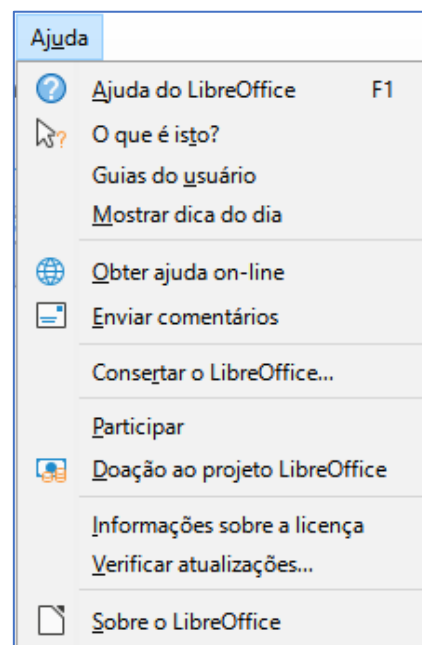 Ajuda
Ajuda do LibreOffice F1
O que é isto?
Guias do usuário
Mostrar dica do dia
Obter ajuda on-line
Enviar comentários
Consertar o LibreOffice...
Participar
Doação ao projeto LibreOffice
Informações sobre a licença
Verificar atualizações...
Sobre o LibreOffice